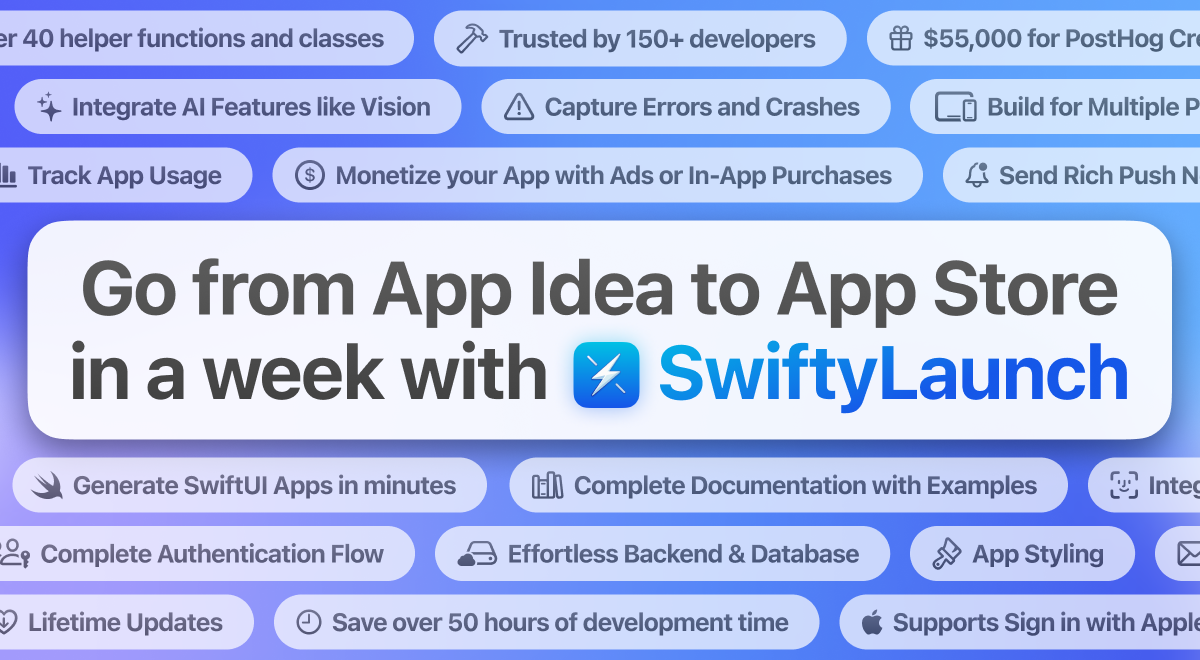 40 helper functions and classes
Trusted by 150+ developers
$55,000 for PostHog
Integrate AI Features like Vision
Capture Errors and Crashes
Build for Multiple
Track App Usage
Monetize your App with Ads or In-App Purchases
Send Rich Push
Go from App Idea to App Store
in a week with SwiftyLaunch
Generate SwiftUI Apps in minutes
Complete Documentation with Examples
Complete Authentication Flow
Effortless Backend & Database
App Styling
Lifetime Updates
Save over 50 hours of development time
Supports Sign in with Apple